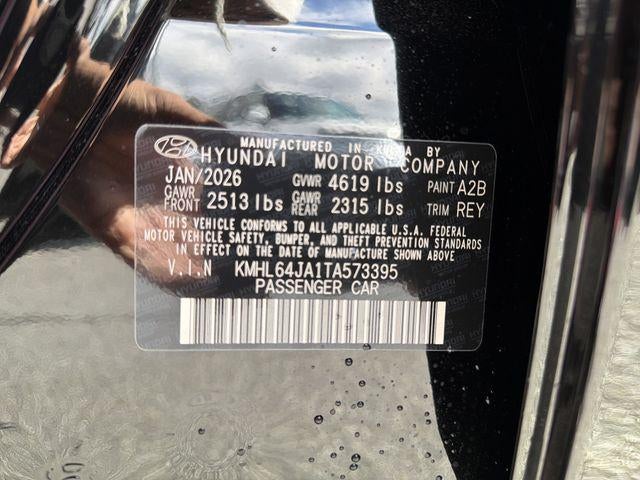 MANUFACTURED IN KOREA BY
HYUNDAI MOTOR COMPANY
JAN/2026 GVWR 4619 lbs PAINT A2B
GAWR FRONT 2513 lbs GAWR REAR 2315 lbs TRIM REY
THIS VEHICLE CONFORMS TO ALL APPLICABLE U.S.A. FEDERAL
MOTOR VEHICLE SAFETY, BUMPER, AND THEFT PREVENTION STANDARDS
IN EFFECT ON THE DATE OF MANUFACTURE SHOWN ABOVE
V.I.N KMHL64JA1TA573395
PASSENGER CAR